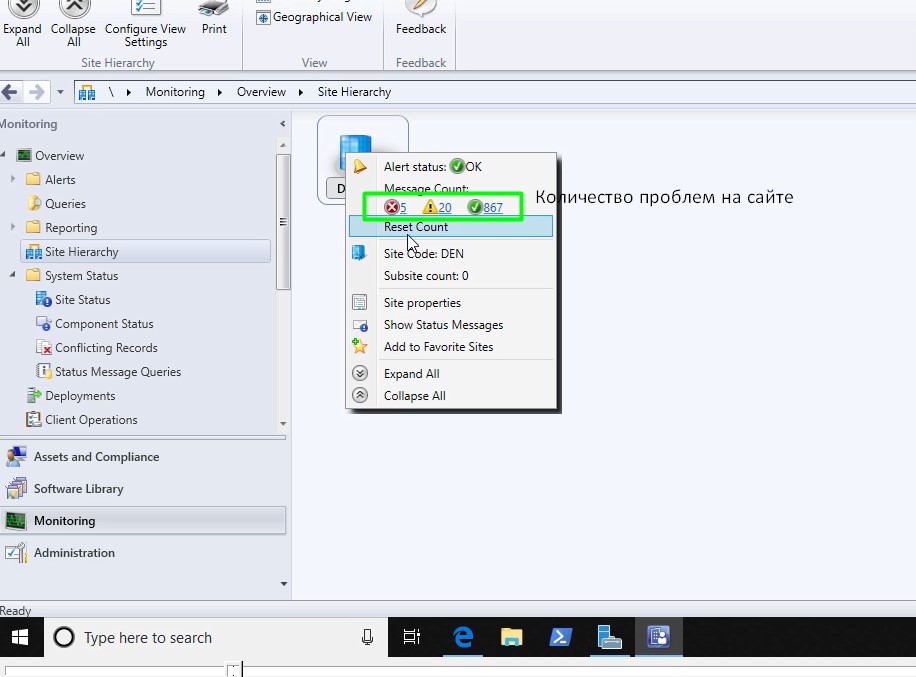 Geographical View
Expand
All
Collapse
All
Configure View
Settings
Print
Feedback
Site Hierarchy
View
Feedback
\ Monitoring Overview Site Hierarchy
Monitoring
Overview
Alerts
Queries
Reporting
Site Hierarchy
System Status
Site Status
Component Status
Conflicting Records
Status Message Queries
Deployments
Client Operations
Assets and Compliance
Software Library
Monitoring
Administration
D
Alert status: OK
Message Count:
5 20 867
Количество проблем на сайте
Reset Count
Site Code: DEN
Subsite count: 0
Site properties
Show Status Messages
Add to Favorite Sites
Expand All
Collapse All
Ready
Type here to search